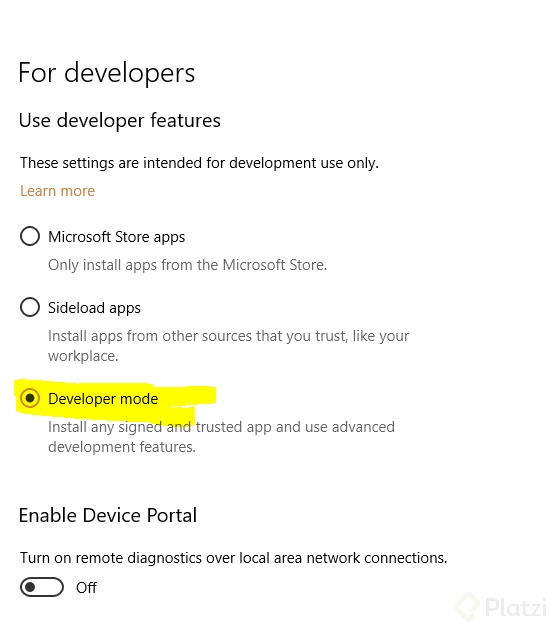 For developers
Use developer features
These settings are intended for development use only.
Learn more
Microsoft Store apps
Only install apps from the Microsoft Store.
Sideload apps
Install apps from other sources that you trust, like your
workplace.
Developer mode
Install any signed and trusted app and use advanced
development features.
Enable Device Portal
Turn on remote diagnostics over local area network connections.
Off
Platzi